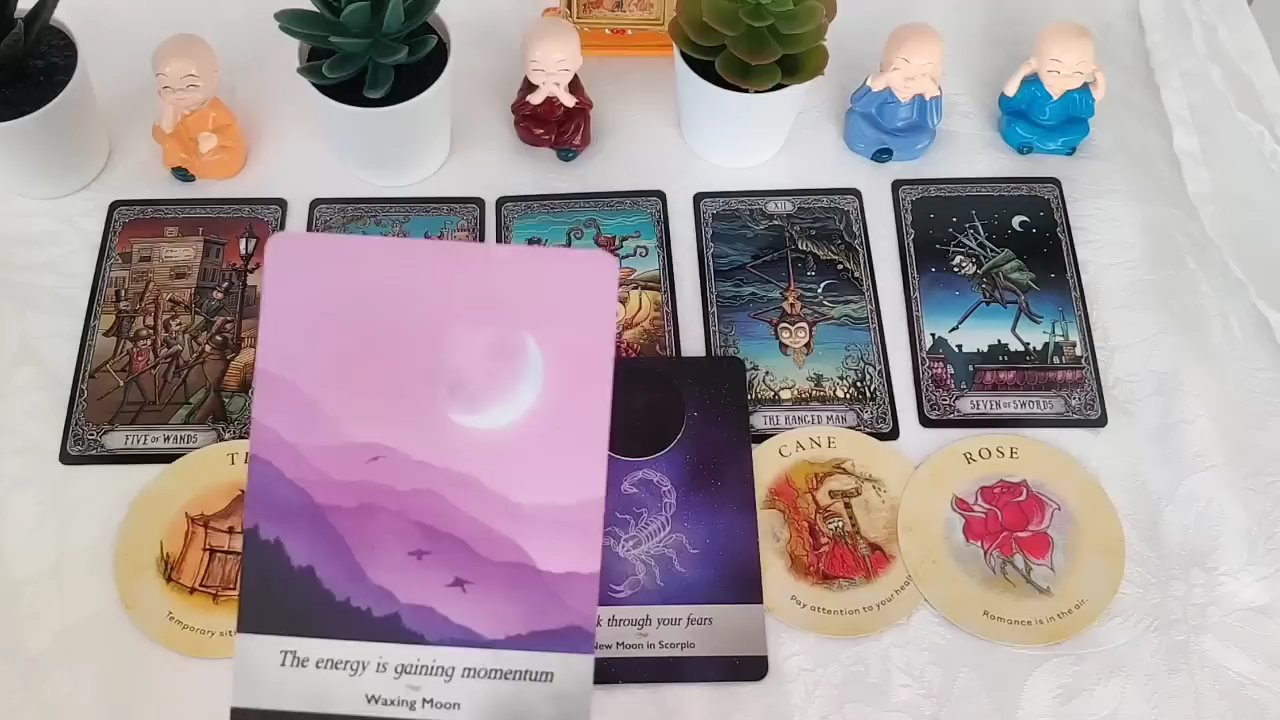 XII
FIVE OF WANDS
THE HANGED MAN
SEVEN OF SWORDS
CANE
Pay attention to your
ROSE
Romance is in the air.
Temporary
through your fears
New Moon in Scorpio
The energy is gaining momentum
Waxing Moon